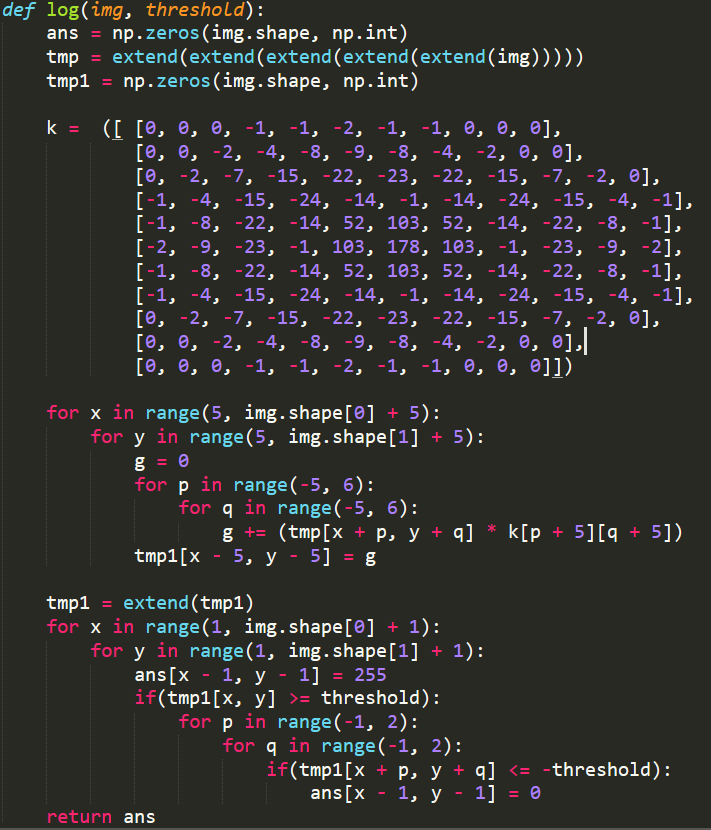 def log(img, threshold):
    ans = np.zeros(img.shape, np.int)
    tmp = extend(extend(extend(extend(extend(img)))))
    tmp1 = np.zeros(img.shape, np.int)
    k =  ([ [0, 0, 0, -1, -1, -2, -1, -1, 0, 0, 0],
            [0, 0, -2, -4, -8, -9, -8, -4, -2, 0, 0],
            [0, -2, -7, -15, -22, -23, -22, -15, -7, -2, 0],
            [-1, -4, -15, -24, -14, -1, -14, -24, -15, -4, -1],
            [-1, -8, -22, -14, 52, 103, 52, -14, -22, -8, -1],
            [-2, -9, -23, -1, 103, 178, 103, -1, -23, -9, -2],
            [-1, -8, -22, -14, 52, 103, 52, -14, -22, -8, -1],
            [-1, -4, -15, -24, -14, -1, -14, -24, -15, -4, -1],
            [0, -2, -7, -15, -22, -23, -22, -15, -7, -2, 0],
            [0, 0, -2, -4, -8, -9, -8, -4, -2, 0, 0],
            [0, 0, 0, -1, -1, -2, -1, -1, 0, 0, 0]])
    for x in range(5, img.shape[0] + 5):
        for y in range(5, img.shape[1] + 5):
            g = 0
            for p in range(-5, 6):
                for q in range(-5, 6):
                    g += (tmp[x + p, y + q] * k[p + 5][q + 5])
            tmp1[x - 5, y - 5] = g
    tmp1 = extend(tmp1)
    for x in range(1, img.shape[0] + 1):
        for y in range(1, img.shape[1] + 1):
            ans[x - 1, y - 1] = 255
            if(tmp1[x, y] >= threshold):
                for p in range(-1, 2):
                    for q in range(-1, 2):
                        if(tmp1[x + p, y + q] <= -threshold):
                            ans[x - 1, y - 1] = 0
    return ans